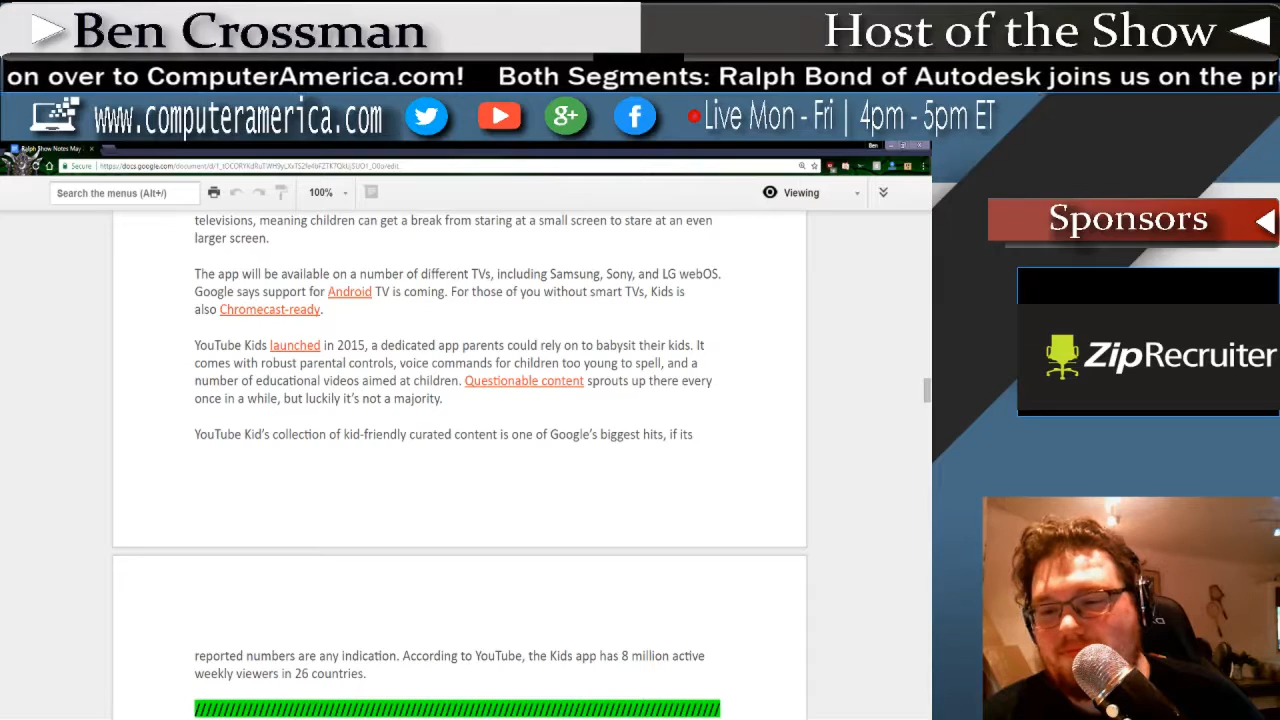 Ben Crossman
Host of the Show
on over to ComputerAmerica.com! Both Segments: Ralph Bond of Autodesk joins us on the pr
www.computeramerica.com
Live Mon - Fri | 4pm - 5pm ET
Ralph Show Notes May
Ben
Secure
Search the menus (Alt+/)
100%
Viewing
televisions, meaning children can get a break from staring at a small screen to stare at an even
larger screen.
The app will be available on a number of different TVs, including Samsung, Sony, and LG webOS.
Google says support for Android TV is coming. For those of you without smart TVs, Kids is
also Chromecast-ready.
YouTube Kids launched in 2015, a dedicated app parents could rely on to babysit their kids. It
comes with robust parental controls, voice commands for children too young to spell, and a
number of educational videos aimed at children. Questionable content sprouts up there every
once in a while, but luckily it's not a majority.
YouTube Kid's collection of kid-friendly curated content is one of Google's biggest hits, if its
reported numbers are any indication. According to YouTube, the Kids app has 8 million active
weekly viewers in 26 countries.
Sponsors
ZipRecruiter